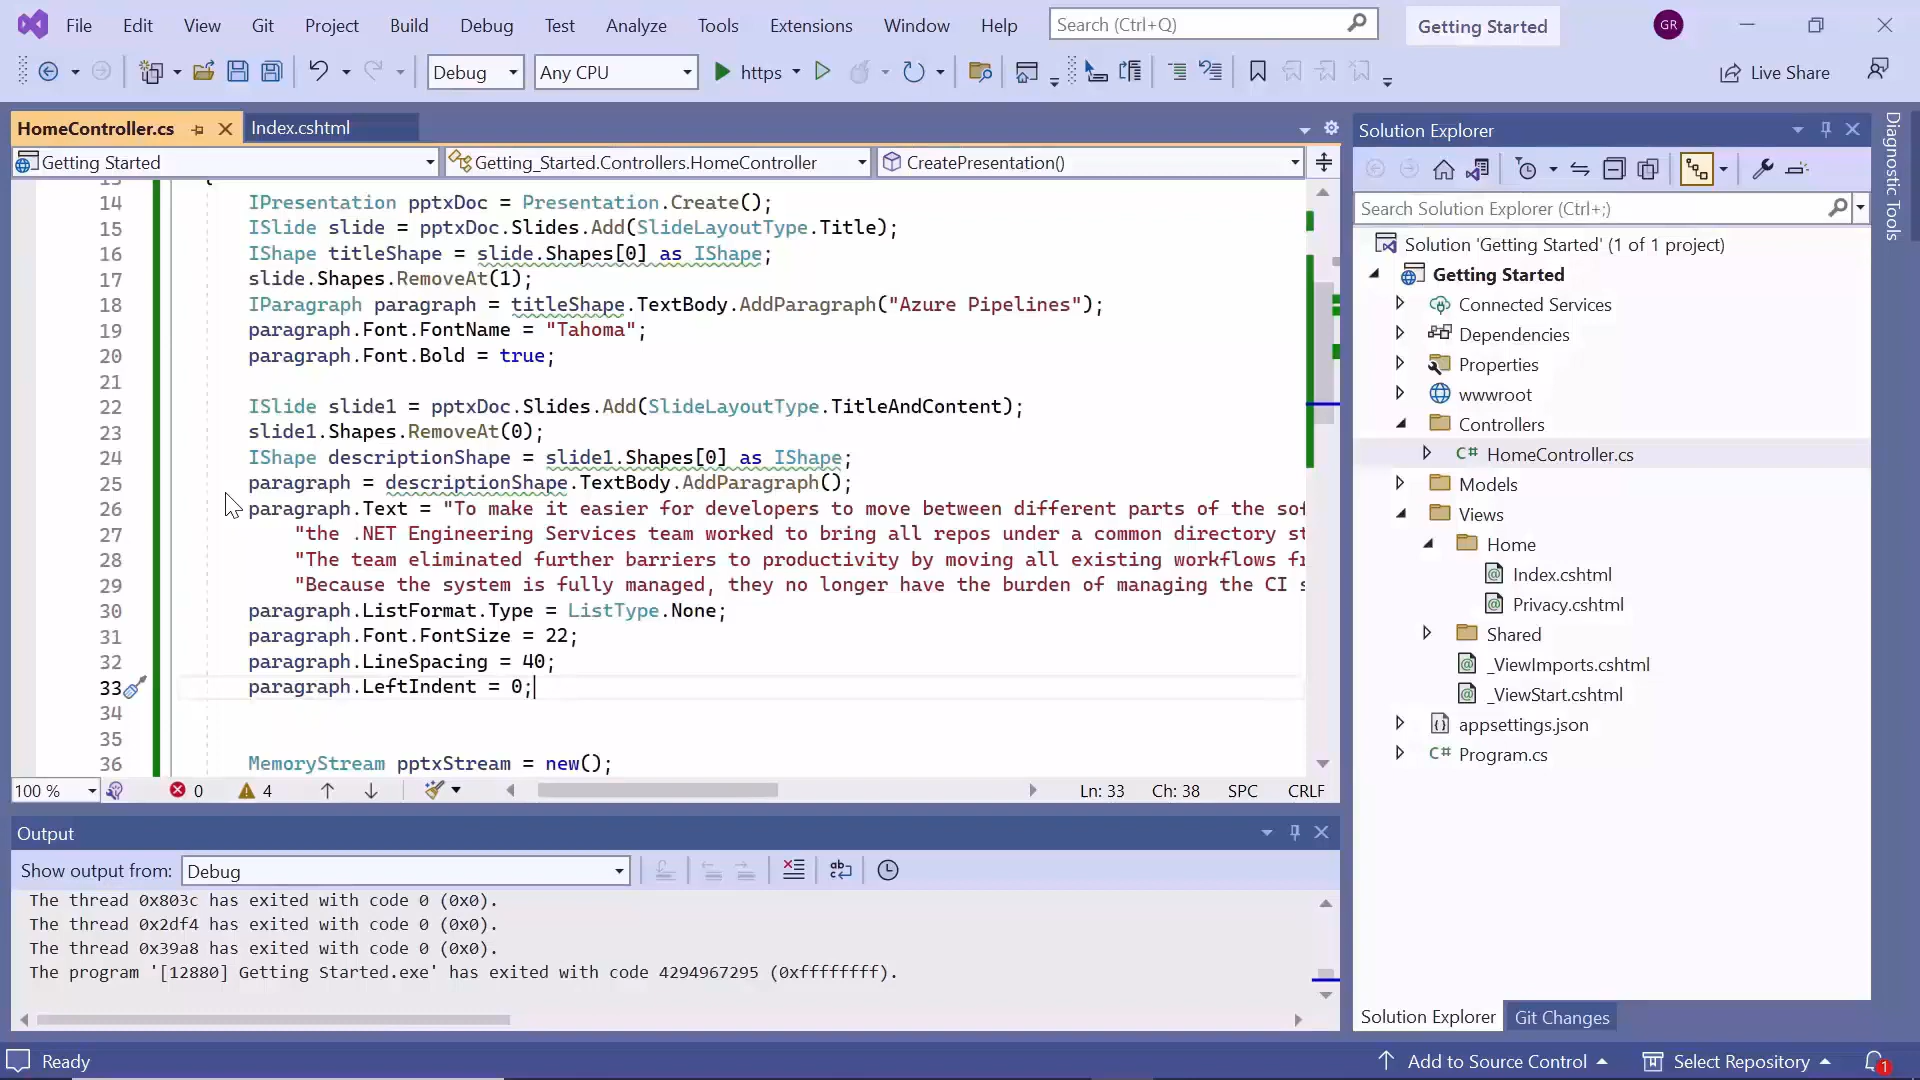 File Edit View Git Project Build Debug Test Analyze Tools Extensions Window Help Search (Ctrl+Q) Getting Started GR
Debug Any CPU https Live Share
HomeController.cs Index.cshtml
Getting Started Getting_Started.Controllers.HomeController CreatePresentation()
14 IPresentation pptxDoc = Presentation.Create();
15 ISlide slide = pptxDoc.Slides.Add(SlideLayoutType.Title);
16 IShape titleShape = slide.Shapes[0] as IShape;
17 slide.Shapes.RemoveAt(1);
18 IParagraph paragraph = titleShape.TextBody.AddParagraph("Azure Pipelines");
19 paragraph.Font.FontName = "Tahoma";
20 paragraph.Font.Bold = true;
21
22 ISlide slide1 = pptxDoc.Slides.Add(SlideLayoutType.TitleAndContent);
23 slide1.Shapes.RemoveAt(0);
24 IShape descriptionShape = slide1.Shapes[0] as IShape;
25 paragraph = descriptionShape.TextBody.AddParagraph();
26 paragraph.Text = "To make it easier for developers to move between different parts of the sof
27 "the .NET Engineering Services team worked to bring all repos under a common directory st
28 "The team eliminated further barriers to productivity by moving all existing workflows fr
29 "Because the system is fully managed, they no longer have the burden of managing the CI s
30 paragraph.ListFormat.Type = ListType.None;
31 paragraph.Font.FontSize = 22;
32 paragraph.LineSpacing = 40;
33 paragraph.LeftIndent = 0;
34
35
36 MemoryStream pptxStream = new();
100 % 0 4 Ln: 33 Ch: 38 SPC CRLF
Output
Show output from: Debug
The thread 0x803c has exited with code 0 (0x0).
The thread 0x2df4 has exited with code 0 (0x0).
The thread 0x39a8 has exited with code 0 (0x0).
The program '[12880] Getting Started.exe' has exited with code 4294967295 (0xffffffff).
Solution Explorer
Search Solution Explorer (Ctrl+;)
Solution 'Getting Started' (1 of 1 project)
Getting Started
Connected Services
Dependencies
Properties
wwwroot
Controllers
C# HomeController.cs
Models
Views
Home
Index.cshtml
Privacy.cshtml
Shared
_ViewImports.cshtml
_ViewStart.cshtml
appsettings.json
C# Program.cs
Solution Explorer Git Changes
Diagnostic Tools
Ready Add to Source Control Select Repository 1